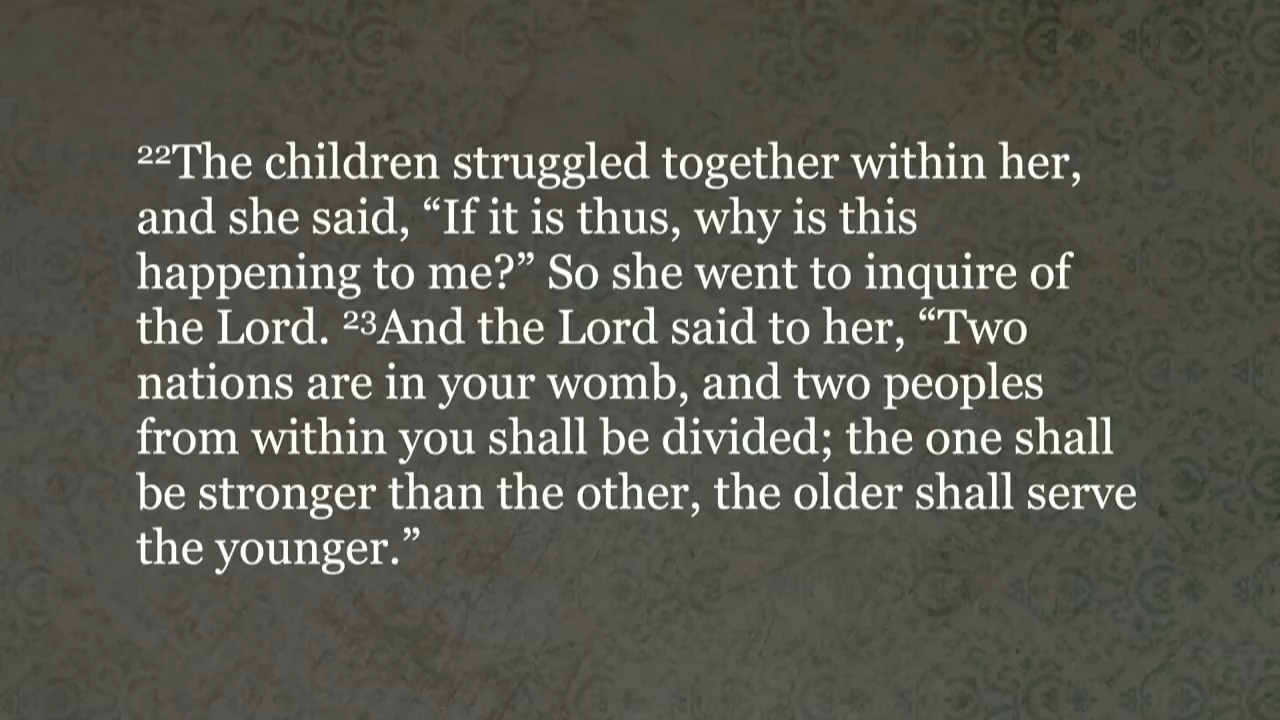 ²²The children struggled together within her,
and she said, “If it is thus, why is this
happening to me?” So she went to inquire of
the Lord. ²³And the Lord said to her, “Two
nations are in your womb, and two peoples
from within you shall be divided; the one shall
be stronger than the other, the older shall serve
the younger.”